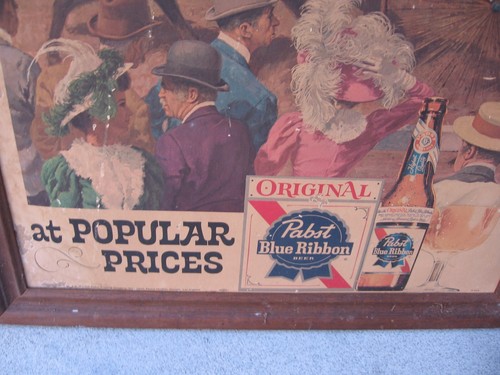 at POPULAR
PRICES
ORIGINAL
Pabst
Blue Ribbon
BEER
Pabst
Blue Ribbon